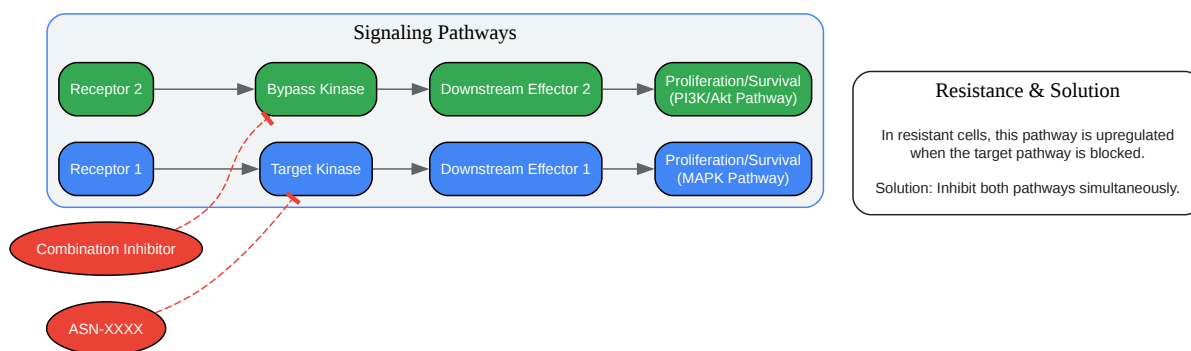 Signaling Pathways
Receptor 2
Bypass Kinase
Downstream Effector 2
Proliferation/Survival
(PI3K/Akt Pathway)
Receptor 1
Target Kinase
Downstream Effector 1
Proliferation/Survival
(MAPK Pathway)
Combination Inhibitor
ASN-XXXX
Resistance & Solution
In resistant cells, this pathway is upregulated
when the target pathway is blocked.
Solution: Inhibit both pathways simultaneously.